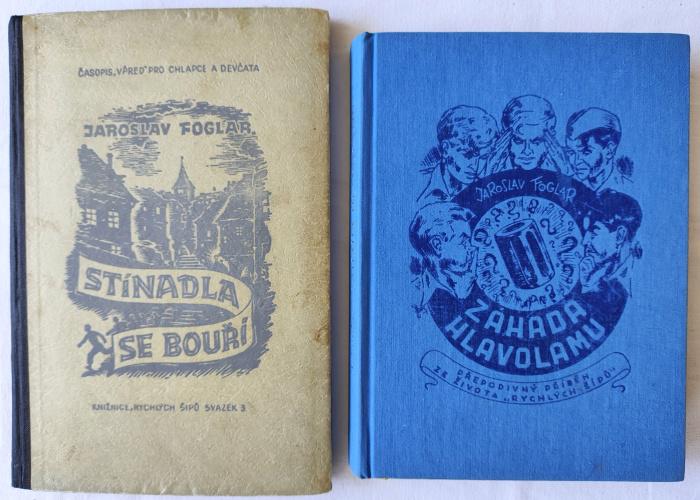 ČASOPIS „VPŘED" PRO CHLAPCE A DĚVČATA
JAROSLAV FOGLAR
STÍNADLA
SE BOUŘÍ
KNIŽNICE „RYCHLÝCH ŠÍPŮ SVAZEK 3
JAROSLAV FOGLAR
ZÁHADA
HLAVOLAMU
PŘEPODIVNÝ PŘÍBĚH
ZE ŽIVOTA „RYCHLÝCH ŠÍPŮ"